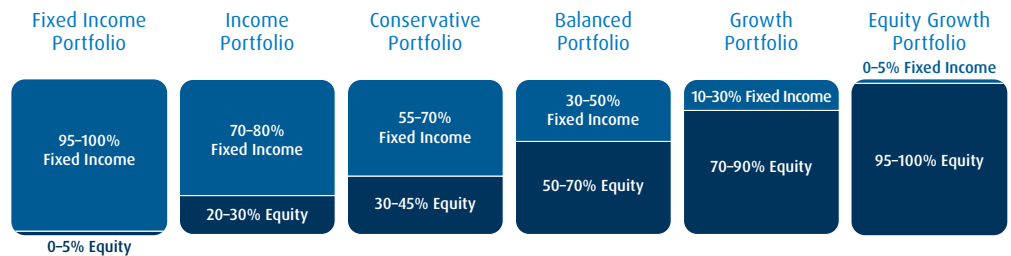 Fixed Income
Portfolio
95–100%
Fixed Income
0–5% Equity
Income
Portfolio
70–80%
Fixed Income
20–30% Equity
Conservative
Portfolio
55–70%
Fixed Income
30–45% Equity
Balanced
Portfolio
30–50%
Fixed Income
50–70% Equity
Growth
Portfolio
10–30% Fixed Income
70–90% Equity
Equity Growth
Portfolio
0–5% Fixed Income
95–100% Equity